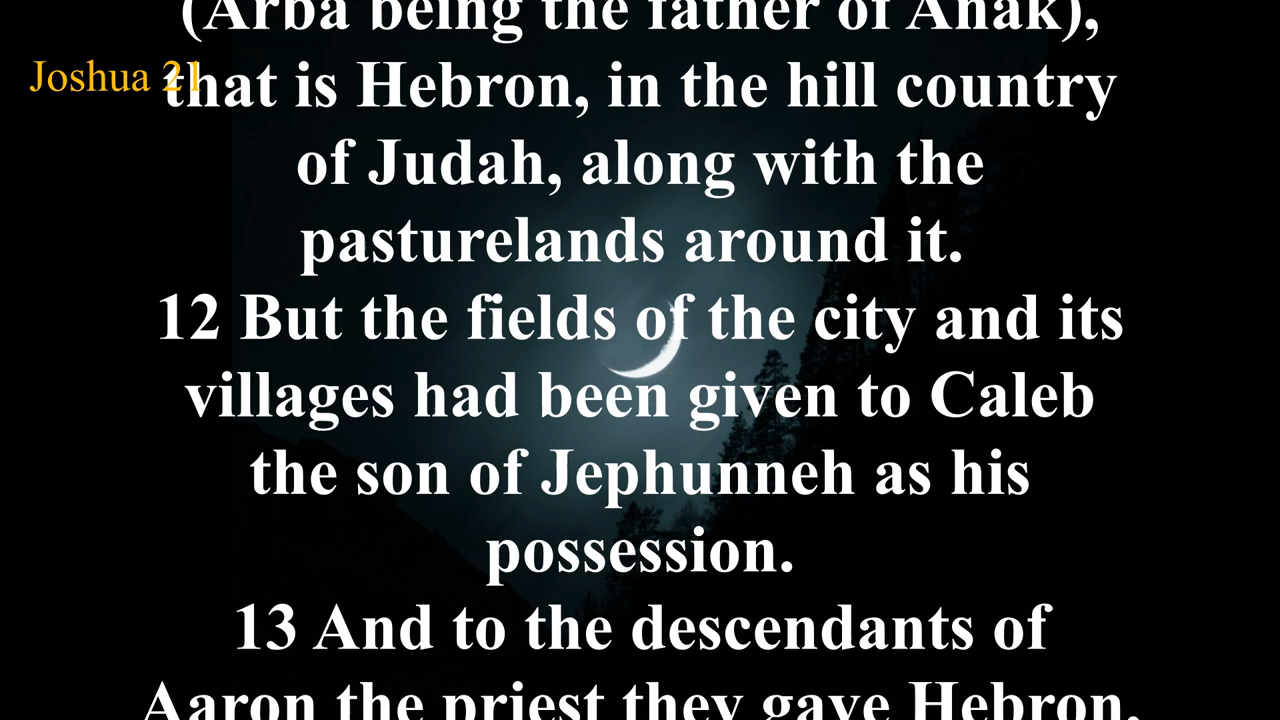 (Arba being the father of Anak),
Joshua 21
that is Hebron, in the hill country
of Judah, along with the
pasturelands around it.
12 But the fields of the city and its
villages had been given to Caleb
the son of Jephunneh as his
possession.
13 And to the descendants of
Aaron the priest they gave Hebron,